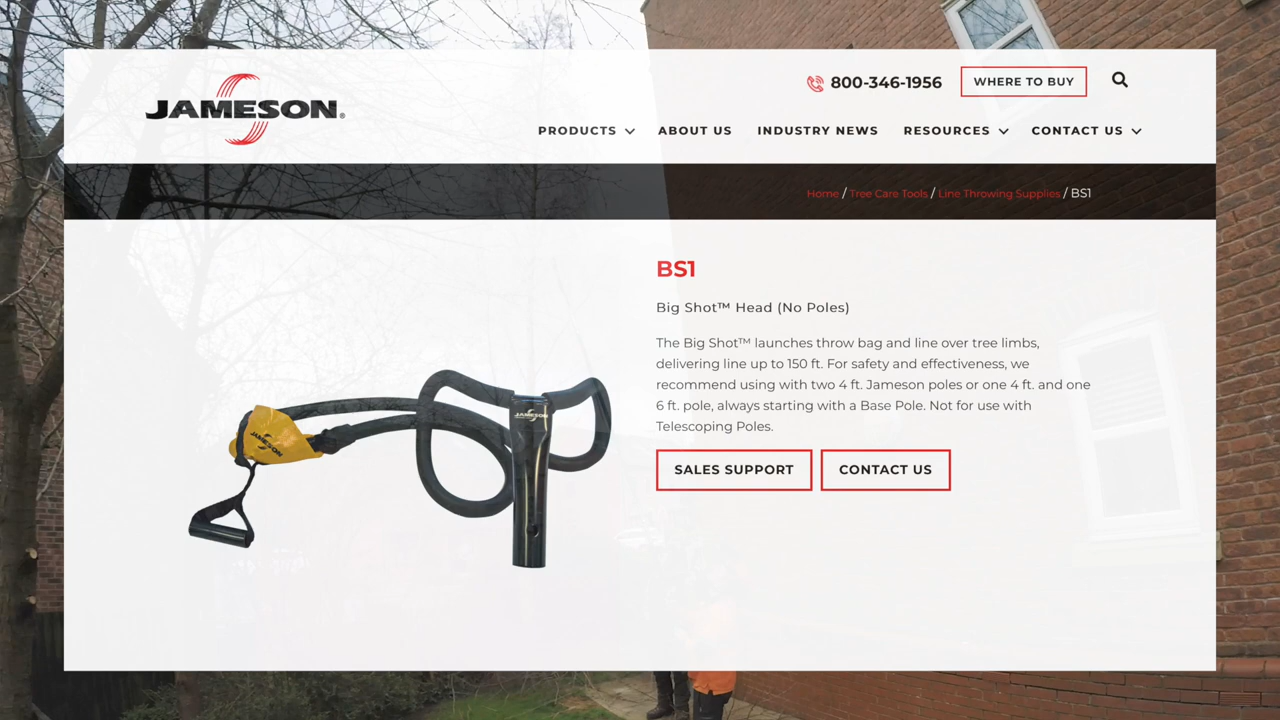 JAMESON®
800-346-1956
WHERE TO BUY
PRODUCTS
ABOUT US
INDUSTRY NEWS
RESOURCES
CONTACT US
Home / Tree Care Tools / Line Throwing Supplies / BS1
BS1
Big Shot™ Head (No Poles)
The Big Shot™ launches throw bag and line over tree limbs,
delivering line up to 150 ft. For safety and effectiveness, we
recommend using with two 4 ft. Jameson poles or one 4 ft. and one
6 ft. pole, always starting with a Base Pole. Not for use with
Telescoping Poles.
SALES SUPPORT
CONTACT US
JAMESON
JAMESON